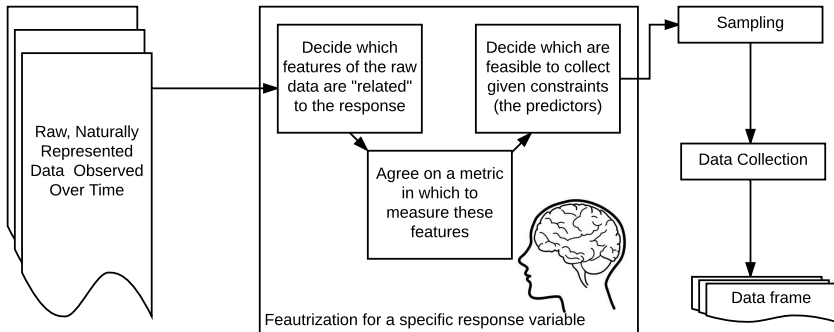 Raw, Naturally
Represented
Data Observed
Over Time
Decide which
features of the raw
data are "related"
to the response
Agree on a metric
in which to
measure these
features
Decide which are
feasible to collect
given constraints
(the predictors)
Feautrization for a specific response variable
Sampling
Data Collection
Data frame